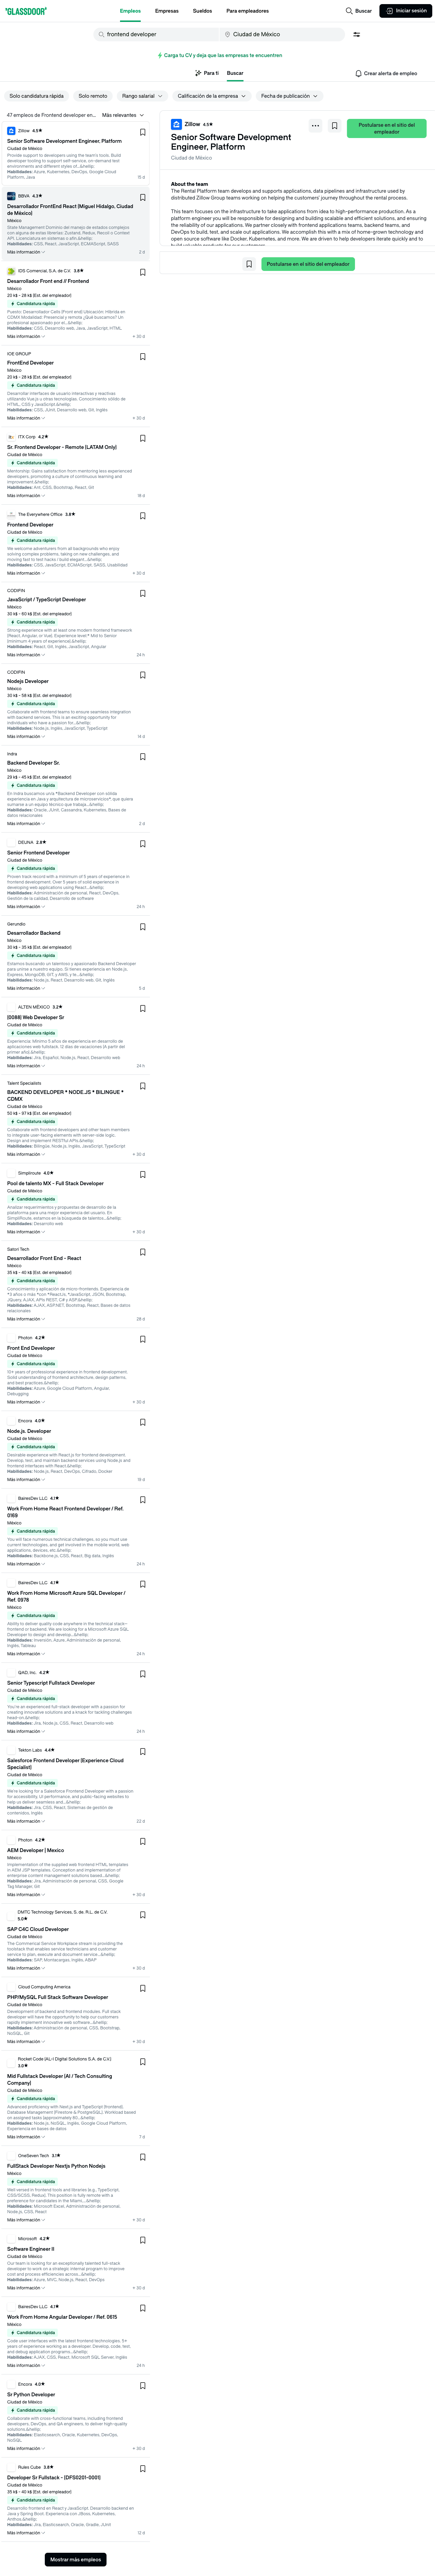 GLASSDOOR
Empleos
Empresas
Sueldos
Para empleadores
Buscar
Iniciar sesión
frontend developer
Ciudad de México
Carga tu CV y deja que las empresas te encuentren
Para ti
Buscar
Crear alerta de empleo
Solo candidatura rápida
Solo remoto
Rango salarial
Calificación de la empresa
Fecha de publicación
47 empleos de Frontend developer en...
Más relevantes
Zillow 4.5★
Senior Software Development Engineer, Platform
Ciudad de México
Provide support to developers using the team's tools. Build
developer tooling to support self-service, on-demand test
environments and different styles of...&hellip;
Habilidades: Azure, Kubernetes, DevOps, Google Cloud
Platform, Java
15 d
BBVA 4.3★
Desarrollador FrontEnd React (Miguel Hidalgo, Ciudad
de México)
México
State Management Dominio del manejo de estados complejos
con alguna de estas librerías: Zustand, Redux, Recoil o Context
API. Licenciatura en sistemas o afín.&hellip;
Habilidades: CSS, React, JavaScript, ECMAScript, SASS
Más información
2 d
IDS Comercial, S.A. de C.V. 3.8★
Desarrollador Front end // Frontend
México
20 k$ - 28 k$ (Est. del empleador)
Candidatura rápida
Puesto: Desarrollador Calls (Front end) Ubicación: Híbrida en
CDMX Modalidad: Presencial y remota ¿Qué buscamos? Un
profesional apasionado por el...&hellip;
Habilidades: CSS, Desarrollo web, Java, JavaScript, HTML
Más información
+ 30 d
IOE GROUP
FrontEnd Developer
México
20 k$ - 28 k$ (Est. del empleador)
Candidatura rápida
Desarrollar interfaces de usuario interactivas y reactivas
utilizando Vue.js u otras tecnologías. Conocimiento sólido de
HTML, CSS y JavaScript.&hellip;
Habilidades: CSS, JUnit, Desarrollo web, Git, Inglés
Más información
+ 30 d
ITX Corp 4.2★
Sr. Frontend Developer - Remote (LATAM Only)
Ciudad de México
Candidatura rápida
Mentorship: Gains satisfaction from mentoring less experienced
developers, promoting a culture of continuous learning and
improvement.&hellip;
Habilidades: Ant, CSS, Bootstrap, React, Git
Más información
16 d
The Everywhere Office 3.8★
Frontend Developer
Ciudad de México
Candidatura rápida
We welcome adventurers from all backgrounds who enjoy
solving complex problems, taking on new challenges, and
moving fast to test hacks / build elegant...&hellip;
Habilidades: CSS, JavaScript, ECMAScript, SASS, Usabilidad
Más información
+ 30 d
CODIFIN
JavaScript / TypeScript Developer
México
30 k$ - 60 k$ (Est. del empleador)
Candidatura rápida
Strong experience with at least one modern frontend framework
(React, Angular, or Vue). Experience level:* Mid to Senior
(minimum 4 years of experience).&hellip;
Habilidades: React, Git, Inglés, JavaScript, Angular
Más información
24 h
CODIFIN
Nodejs Developer
México
30 k$ - 58 k$ (Est. del empleador)
Candidatura rápida
Collaborate with frontend teams to ensure seamless integration
with backend services. This is an exciting opportunity for
individuals who have a passion for...&hellip;
Habilidades: Node.js, Inglés, JavaScript, TypeScript
Más información
14 d
Indra
Backend Developer Sr.
México
29 k$ - 45 k$ (Est. del empleador)
Candidatura rápida
En Indra buscamos un/a *Backend Developer con sólida
experiencia en Java y arquitectura de microservicios*, que quiera
sumarse a un equipo técnico que trabaja...&hellip;
Habilidades: Oracle, JUnit, Cassandra, Kubernetes, Bases de
datos relacionales
Más información
2 d
DEUNA 2.8★
Senior Frontend Developer
Ciudad de México
Candidatura rápida
Proven track record with a minimum of 5 years of experience in
frontend development. Over 5 years of solid experience in
developing web applications using React...&hellip;
Habilidades: Administración de personal, React, DevOps,
Gestión de la calidad, Desarrollo de software
Más información
24 h
Gerundio
Desarrollador Backend
México
30 k$ - 35 k$ (Est. del empleador)
Candidatura rápida
Estamos buscando un talentoso y apasionado Backend Developer
para unirse a nuestro equipo. Si tienes experiencia en Node.js,
Express, MongoDB, GIT, y AWS, y te...&hellip;
Habilidades: Node.js, React, Desarrollo web, Git, Inglés
Más información
5 d
ALTEN MÉXICO 3.2★
(0088) Web Developer Sr
Ciudad de México
Candidatura rápida
Experiencia: Mínimo 5 años de experiencia en desarrollo de
aplicaciones web fullstack. 12 días de vacaciones (A partir del
primer año).&hellip;
Habilidades: Jira, Español, Node.js, React, Desarrollo web
Más información
24 h
Talent Specialists
BACKEND DEVELOPER * NODE.JS * BILINGUE *
CDMX
Ciudad de México
50 k$ - 97 k$ (Est. del empleador)
Candidatura rápida
Collaborate with frontend developers and other team members
to integrate user-facing elements with server-side logic.
Design and implement RESTful APIs.&hellip;
Habilidades: Bilingüe, Node.js, Inglés, JavaScript, TypeScript
Más información
+ 30 d
Simpliroute 4.0★
Pool de talento MX - Full Stack Developer
Ciudad de México
Candidatura rápida
Analizar requerimientos y propuestas de desarrollo de la
plataforma para una mejor experiencia del usuario. En
SimpliRoute, estamos en la búsqueda de talentos...&hellip;
Habilidades: Desarrollo web
Más información
+ 30 d
Saton Tech
Desarrollador Front End - React
México
35 k$ - 40 k$ (Est. del empleador)
Candidatura rápida
Conocimiento y aplicación de micro-frontends. Experiencia de
*3 años o más *con *ReactJs, *JavaScript, JSON, Bootstrap,
JQuery, AJAX, APIs REST, C# y ASP.&hellip;
Habilidades: AJAX, ASP.NET, Bootstrap, React, Bases de datos
relacionales
Más información
28 d
Photon 4.2★
Front End Developer
Ciudad de México
Candidatura rápida
10+ years of professional experience in frontend development.
Solid understanding of frontend architecture, design patterns,
and best practices.&hellip;
Habilidades: Azure, Google Cloud Platform, Angular,
Debugging
Más información
+ 30 d
Encora 4.0★
Node.js. Developer
Ciudad de México
Candidatura rápida
Desirable experience with React.js for frontend development.
Develop, test, and maintain backend services using Node.js and
frontend interfaces with React.&hellip;
Habilidades: Node.js, React, DevOps, Cifrado, Docker
Más información
19 d
BairesDev LLC 4.1★
Work From Home React Frontend Developer / Ref.
0169
México
Candidatura rápida
You will face numerous technical challenges, so you must use
current technologies, and get involved in the mobile world, web
applications, devices, etc.&hellip;
Habilidades: Backbone.js, CSS, React, Big data, Inglés
Más información
24 h
BairesDev LLC 4.1★
Work From Home Microsoft Azure SQL Developer /
Ref. 0978
México
Candidatura rápida
Ability to deliver quality code anywhere in the technical stack—
frontend or backend. We are looking for a Microsoft Azure SQL
Developer to design and develop...&hellip;
Habilidades: Inversión, Azure, Administración de personal,
Inglés, Tableau
Más información
24 h
QAD, Inc. 4.2★
Senior Typescript Fullstack Developer
Ciudad de México
Candidatura rápida
You're an experienced full-stack developer with a passion for
creating innovative solutions and a knack for tackling challenges
head-on.&hellip;
Habilidades: Jira, Node.js, CSS, React, Desarrollo web
Más información
24 h
Tekton Labs 4.4★
Salesforce Frontend Developer (Experience Cloud
Specialist)
Ciudad de México
Candidatura rápida
We're looking for a Salesforce Frontend Developer with a passion
for accessibility, UI performance, and public-facing websites to
help us deliver seamless and...&hellip;
Habilidades: Jira, CSS, React, Sistemas de gestión de
contenidos, Inglés
Más información
22 d
Photon 4.2★
AEM Developer | Mexico
México
Implementation of the supplied web frontend HTML templates
in AEM JSP templates. Conception and implementation of
enterprise content management solutions based...&hellip;
Habilidades: Jira, Administración de personal, CSS, Google
Tag Manager, Git
Más información
+ 30 d
DMTC Technology Services, S. de. R.L. de C.V.
5.0★
SAP C4C Cloud Developer
Ciudad de México
The Commerical Service Workplace stream is providing the
toolstack that enables service technicians and customer
service to plan, execute and document service...&hellip;
Habilidades: SAP, Montacargas, Inglés, ABAP
Más información
+ 30 d
Cloud Computing America
PHP/MySQL Full Stack Software Developer
Ciudad de México
Development of backend and frontend modules. Full stack
developer will have the opportunity to help our customers
rapidly implement innovative web software...&hellip;
Habilidades: Administración de personal, CSS, Bootstrap,
NoSQL, Git
Más información
+ 30 d
Rocket Code (ALI-I Digital Solutions S.A. de C.V.)
3.0★
Mid Fullstack Developer (AI / Tech Consulting
Company)
Ciudad de México
Candidatura rápida
Advanced proficiency with Next.js and TypeScript (frontend).
Database Management (Firestore & PostgreSQL). Workload based
on assigned tasks (approximately 80...&hellip;
Habilidades: Node.js, NoSQL, Inglés, Google Cloud Platform,
Experiencia en bases de datos
Más información
7 d
OneSeven Tech 3.1★
FullStack Developer Nextjs Python Nodejs
México
Candidatura rápida
Well-versed in frontend tools and libraries (e.g., TypeScript,
CSS/SCSS, Redux). This position is fully remote with a
preference for candidates in the Miami,...&hellip;
Habilidades: Microsoft Excel, Administración de personal,
Node.js, CSS, React
Más información
+ 30 d
Microsoft 4.2★
Software Engineer II
Ciudad de México
Our team is looking for an exceptionally talented full-stack
developer to work on a strategic internal program to improve
cost and process efficiencies across...&hellip;
Habilidades: Azure, MVC, Node.js, React, DevOps
Más información
+ 30 d
BairesDev LLC 4.1★
Work From Home Angular Developer / Ref. 0615
México
Candidatura rápida
Code user interfaces with the latest frontend technologies. 5+
years of experience working as a developer. Develop, code, test,
and debug application programs...&hellip;
Habilidades: AJAX, CSS, React, Microsoft SQL Server, Inglés
Más información
24 h
Encora 4.0★
Sr Python Developer
Ciudad de México
Candidatura rápida
Collaborate with cross-functional teams, including frontend
developers, DevOps, and QA engineers, to deliver high-quality
solutions.&hellip;
Habilidades: Elasticsearch, Oracle, Kubernetes, DevOps,
NoSQL
Más información
+ 30 d
Rules Cube 3.8★
Developer Sr Fullstack - (DFS0201-0001)
Ciudad de México
35 k$ - 40 k$ (Est. del empleador)
Candidatura rápida
Desarrollo frontend en React y JavaScript. Desarrollo backend en
Java y Spring Boot. Experiencia con JBoss, Kubernetes,
Anthos.&hellip;
Habilidades: Jira, Elasticsearch, Oracle, Gradle, JUnit
Más información
12 d
Mostrar más empleos
Zillow 4.5★
Senior Software Development
Engineer, Platform
Ciudad de México
Postularse en el sitio del
empleador
About the team
The Rental Platform team develops and supports applications, data pipelines and infrastructure used by
distributed Zillow Group teams working on helping customers' journey finding the best rental process.
This team focuses on the infrastructure to take applications from idea to high-performance production. As a
platform engineering team you will be responsible for building tools and solutions that enable engineers to
be more productive, and have the right scalable environments. We enable other teams, backend teams, and
DevOps to build, test, and scale our applications. We accomplish this with a mix of home-grown technology and
open source software like Docker, Kubernetes, and more. We are driven to help developers iterate quickly and to
Postularse en el sitio del empleador